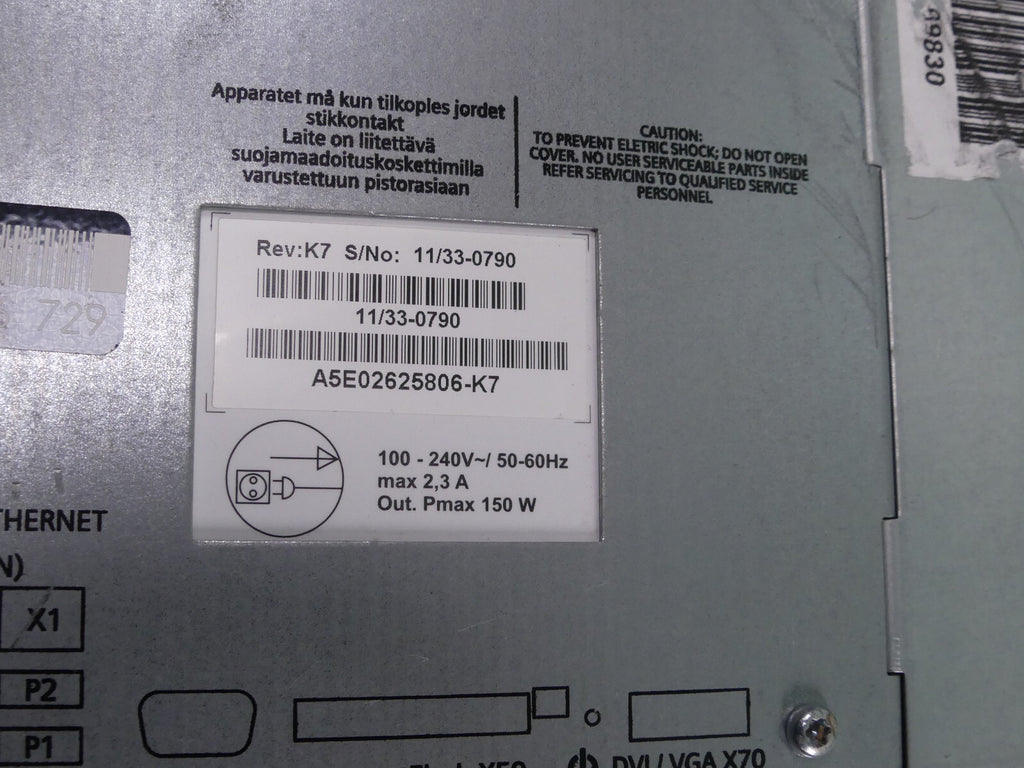 A9830
Apparatet må kun tilkoples jordet
stikkontakt
Laite on liitettävä
suojamaadoituskoskettimilla
varustettuun pistorasiaan
CAUTION:
TO PREVENT ELETRIC SHOCK; DO NOT OPEN
COVER. NO USER SERVICEABLE PARTS INSIDE
REFER SERVICING TO QUALIFIED SERVICE
PERSONNEL
729
Rev:K7 S/No: 11/33-0790
11/33-0790
A5E02625806-K7
100 - 240V~/ 50-60Hz
max 2,3 A
Out. Pmax 150 W
THERNET
N)
X1
P2
P1
DVI / VGA X70